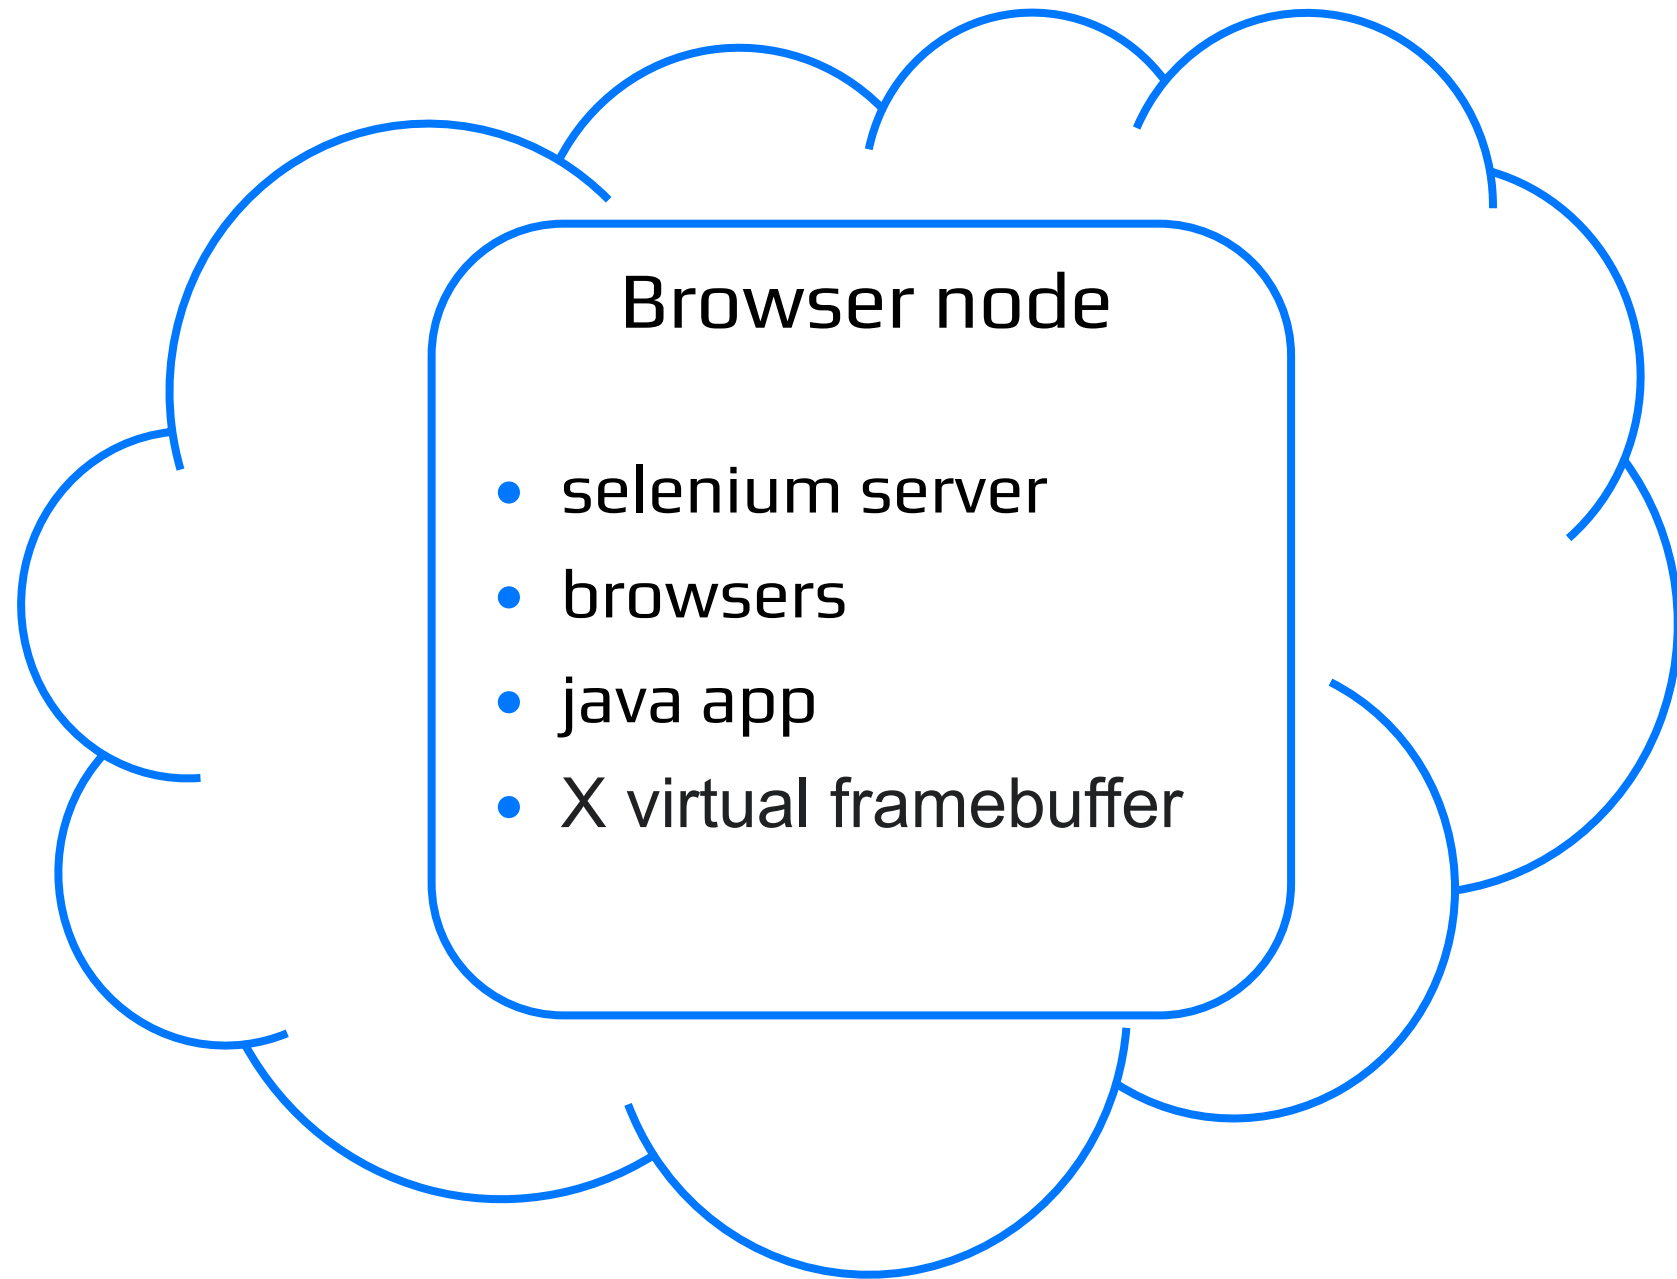 Browser node
• selenium server
• browsers
• java app
• X virtual framebuffer